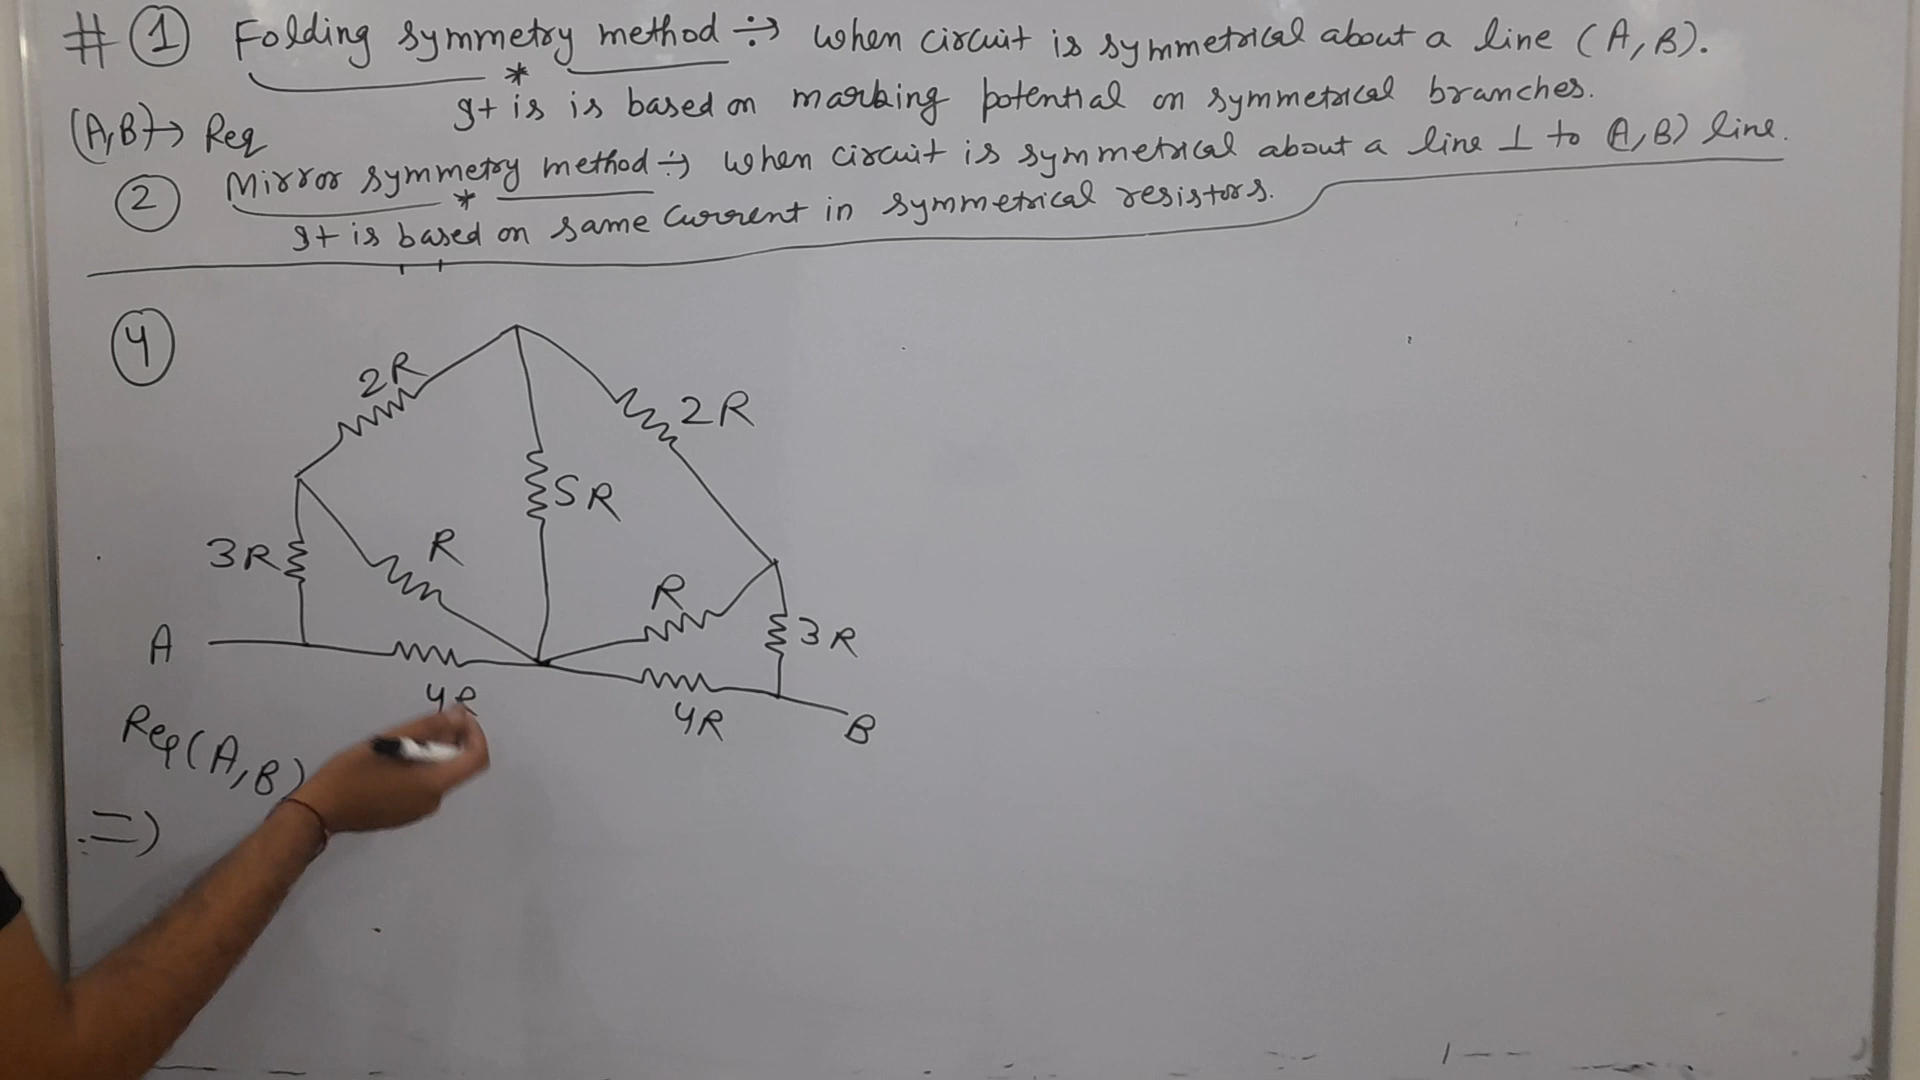 # ① Folding symmetry method ÷→ when circuit is symmetrical about a line (A,B).
* It is is based on marking potential on symmetrical branches.
(A,B)→ Req
② Mirror symmetry method ÷→ when circuit is symmetrical about a line ⊥ to (A,B) line.
* It is based on same current in symmetrical resistors.
④
2R
2R
5R
3R
R
R
3R
A
4R
4R
B
Req(A,B)
=)